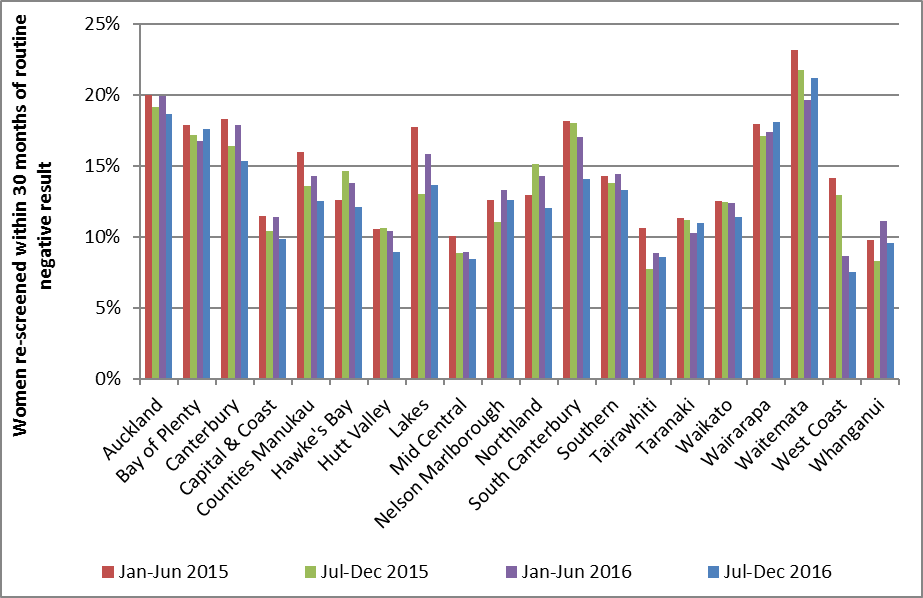 Women re-screened within 30 months of routine
negative result
25%
20%
15%
10%
5%
0%
Auckland
Bay of Plenty
Canterbury
Capital & Coast
Counties Manukau
Hawke's Bay
Hutt Valley
Lakes
Mid Central
Nelson Marlborough
Northland
South Canterbury
Southern
Tairawhiti
Taranaki
Waikato
Wairarapa
Waitemata
West Coast
Whanganui
Jan-Jun 2015
Jul-Dec 2015
Jan-Jun 2016
Jul-Dec 2016